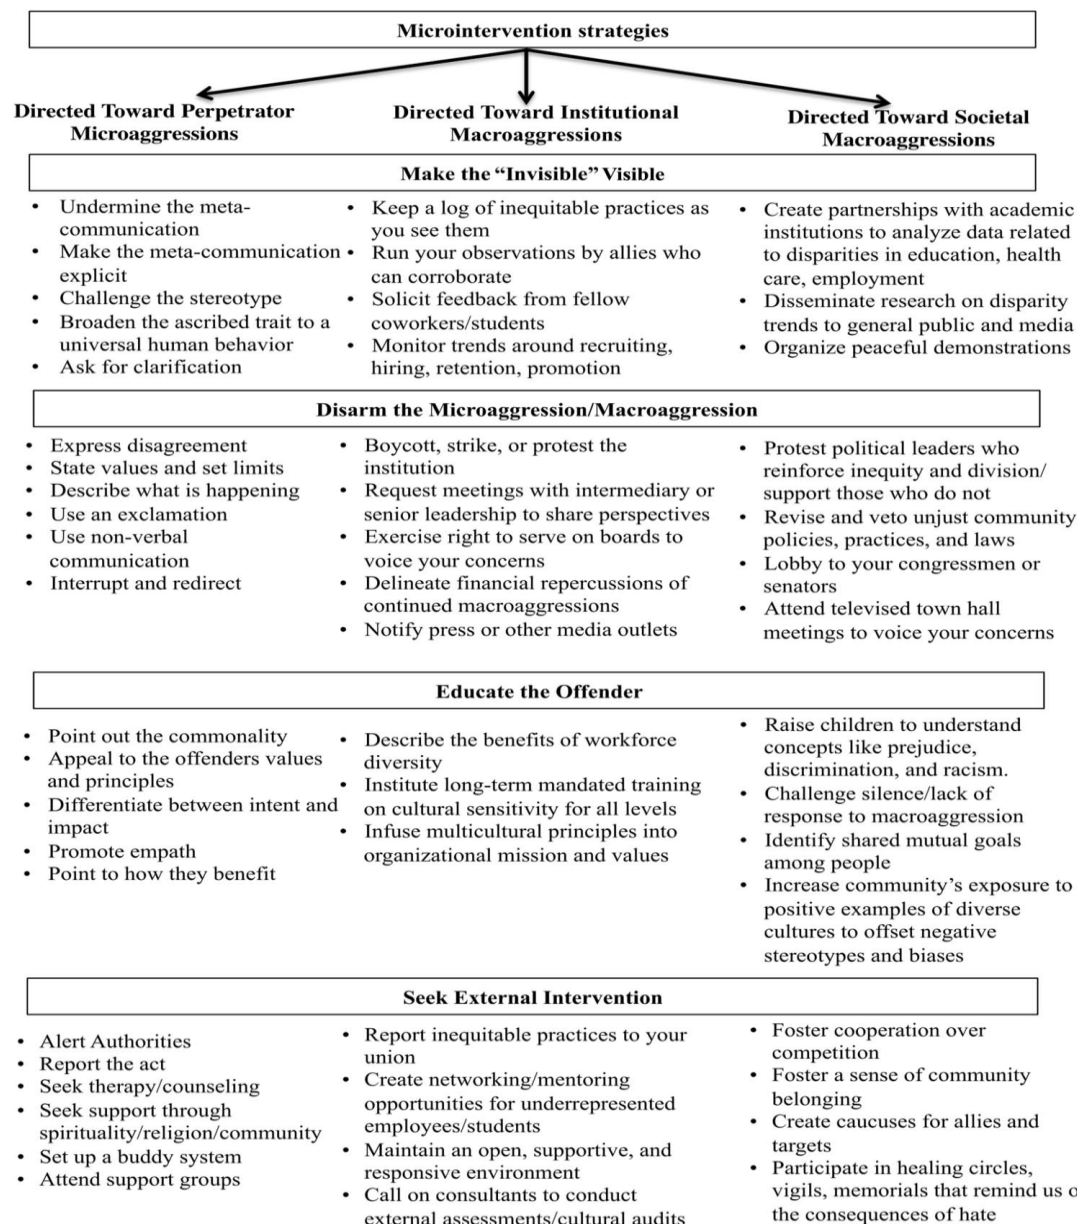 Microintervention strategies
Directed Toward Perpetrator
Microaggressions
Directed Toward Institutional
Macroaggressions
Directed Toward Societal
Macroaggressions
Make the “Invisible” Visible
• Undermine the meta-
communication
• Make the meta-communication
explicit
• Challenge the stereotype
• Broaden the ascribed trait to a
universal human behavior
• Ask for clarification
• Keep a log of inequitable practices as
you see them
• Run your observations by allies who
can corroborate
• Solicit feedback from fellow
coworkers/students
• Monitor trends around recruiting,
hiring, retention, promotion
• Create partnerships with academic
institutions to analyze data related
to disparities in education, health
care, employment
• Disseminate research on disparity
trends to general public and media
• Organize peaceful demonstrations
Disarm the Microaggression/Macroaggression
• Express disagreement
• State values and set limits
• Describe what is happening
• Use an exclamation
• Use non-verbal
communication
• Interrupt and redirect
• Boycott, strike, or protest the
institution
• Request meetings with intermediary or
senior leadership to share perspectives
• Exercise right to serve on boards to
voice your concerns
• Delineate financial repercussions of
continued macroaggressions
• Notify press or other media outlets
• Protest political leaders who
reinforce inequity and division/
support those who do not
• Revise and veto unjust community
policies, practices, and laws
• Lobby to your congressmen or
senators
• Attend televised town hall
meetings to voice your concerns
Educate the Offender
• Point out the commonality
• Appeal to the offenders values
and principles
• Differentiate between intent and
impact
• Promote empath
• Point to how they benefit
• Describe the benefits of workforce
diversity
• Institute long-term mandated training
on cultural sensitivity for all levels
• Infuse multicultural principles into
organizational mission and values
• Raise children to understand
concepts like prejudice,
discrimination, and racism.
• Challenge silence/lack of
response to macroaggression
• Identify shared mutual goals
among people
• Increase community’s exposure to
positive examples of diverse
cultures to offset negative
stereotypes and biases
Seek External Intervention
• Alert Authorities
• Report the act
• Seek therapy/counseling
• Seek support through
spirituality/religion/community
• Set up a buddy system
• Attend support groups
• Report inequitable practices to your
union
• Create networking/mentoring
opportunities for underrepresented
employees/students
• Maintain an open, supportive, and
responsive environment
• Call on consultants to conduct
external assessments/cultural audits
• Foster cooperation over
competition
• Foster a sense of community
belonging
• Create caucuses for allies and
targets
• Participate in healing circles,
vigils, memorials that remind us
the consequences of hate